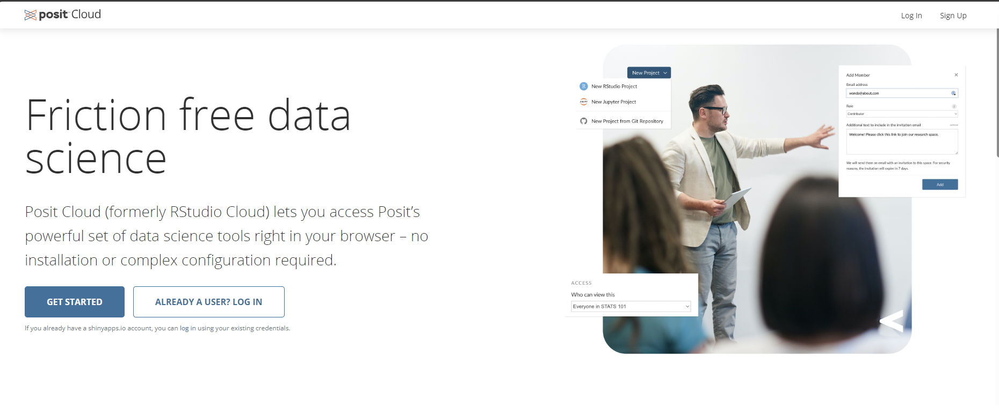 posit Cloud
Log In
Sign Up
Friction free data
science
Posit Cloud (formerly RStudio Cloud) lets you access Posit’s
powerful set of data science tools right in your browser – no
installation or complex configuration required.
GET STARTED
ALREADY A USER? LOG IN
If you already have a shinyapps.io account, you can log in using your existing credentials.
New Project
R New RStudio Project
jupyter New Jupyter Project
New Project from Git Repository
Add Member
Email address
wanda@about.com
Role
Contributor
Additional text to include in the invitation email
optional
Welcome! Please click this link to join our research space.
We will send them an email with an invitation to this space. For security
reasons, the invitation will expire in 7 days.
Add
ACCESS
Who can view this
Everyone in STATS 101